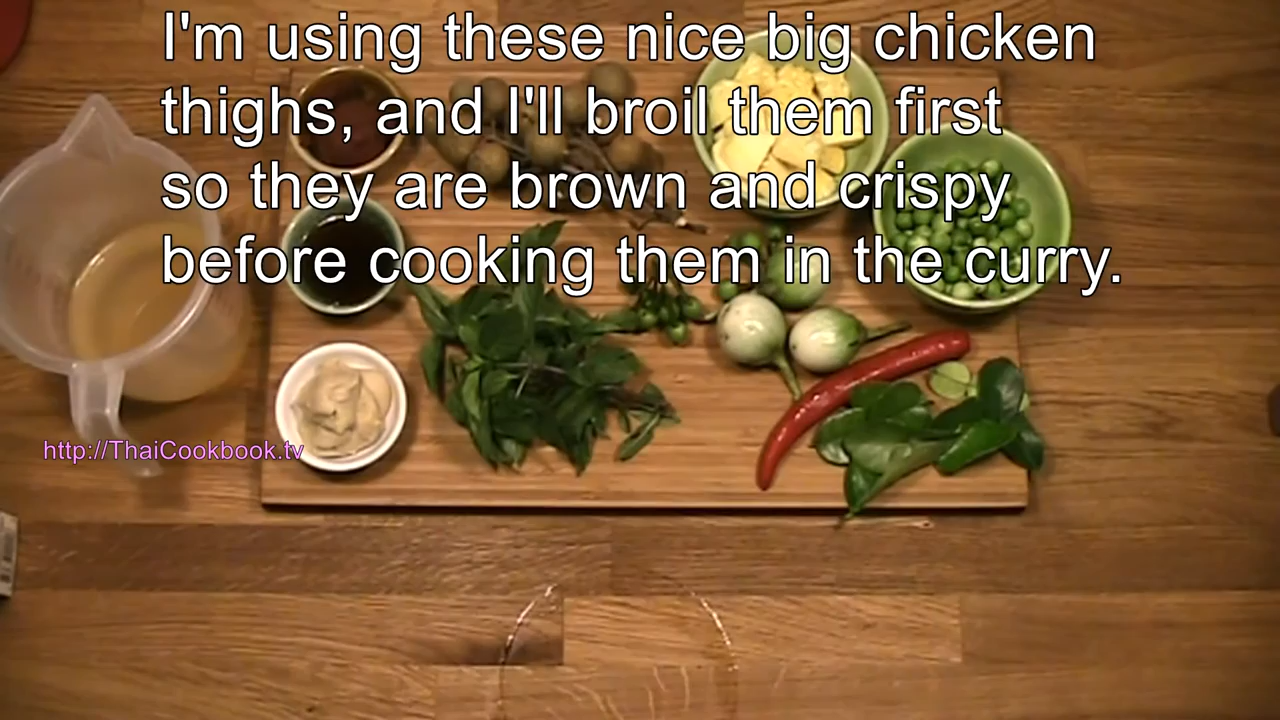 I'm using these nice big chicken
thighs, and I'll broil them first
so they are brown and crispy
before cooking them in the curry.
http://ThaiCookbook.tv